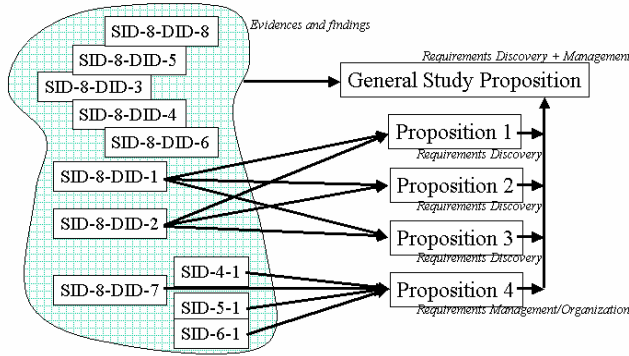 SID-8-DID-8
Evidences and findings
SID-8-DID-5
Requirements Discovery + Management
SID-8-DID-3
General Study Proposition
SID-8-DID-4
SID-8-DID-6
Proposition 1
Requirements Discovery
SID-8-DID-1
Proposition 2
Requirements Discovery
SID-8-DID-2
Proposition 3
Requirements Discovery
SID-4-1
SID-8-DID-7
Proposition 4
SID-5-1
Requirements Management/Organization
SID-6-1